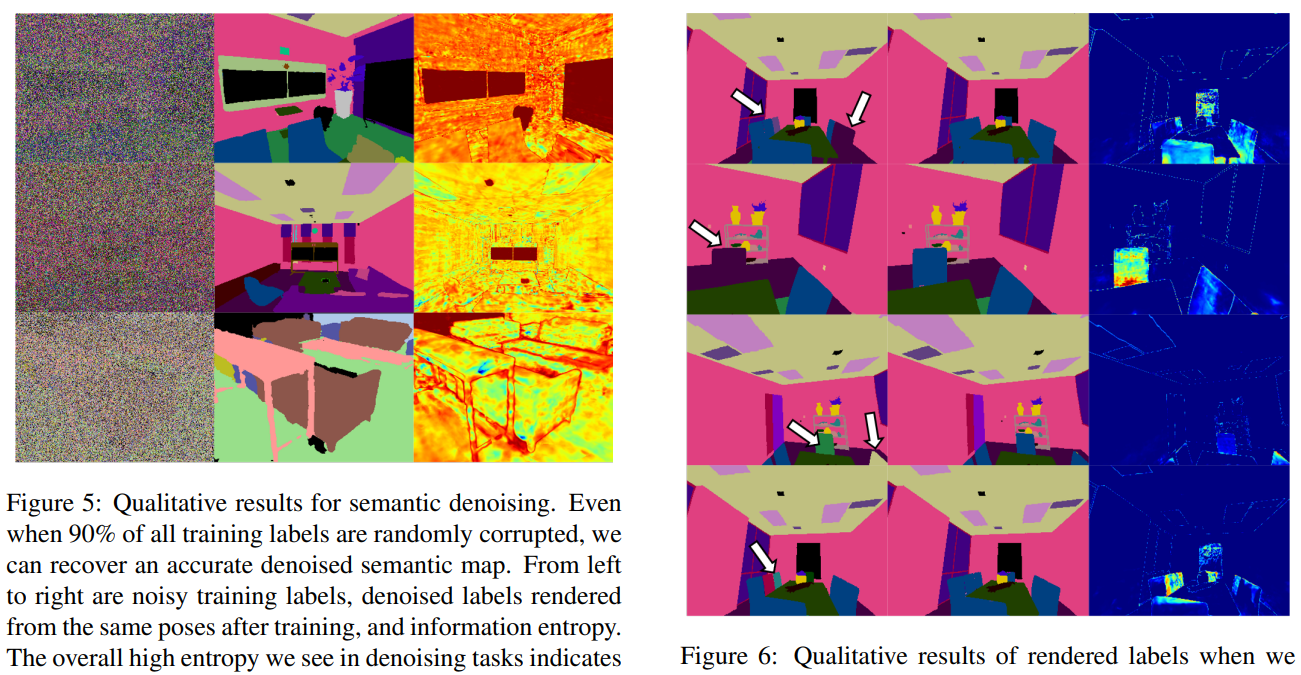 Figure 5: Qualitative results for semantic denoising. Even
when 90% of all training labels are randomly corrupted, we
can recover an accurate denoised semantic map. From left
to right are noisy training labels, denoised labels rendered
from the same poses after training, and information entropy.
The overall high entropy we see in denoising tasks indicates
Figure 6: Qualitative results of rendered labels when we